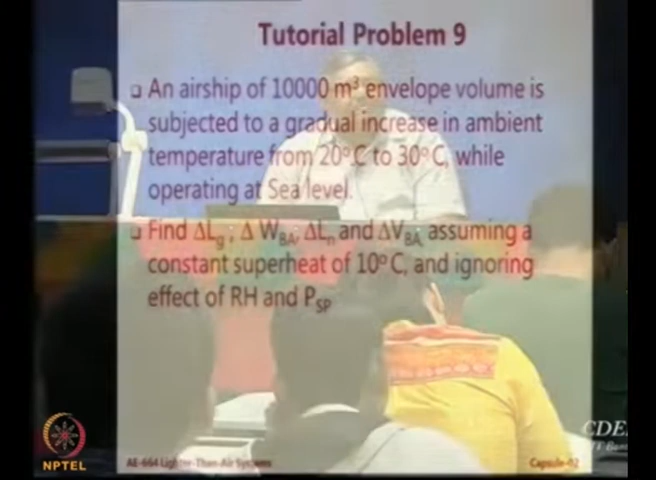 Tutorial Problem 9
❑ An airship of 10000 m³ envelope volume is
subjected to a gradual increase in ambient
temperature from 20°C to 30°C, while
operating at Sea level.
❑ Find ΔLg, Δ WBA, ΔLn and ΔVBA, assuming a
constant superheat of 10°C, and ignoring
effect of RH and PSP
CDE
NPTEL
AE-664 Lighter-Than-Air Systems
Capsule-02